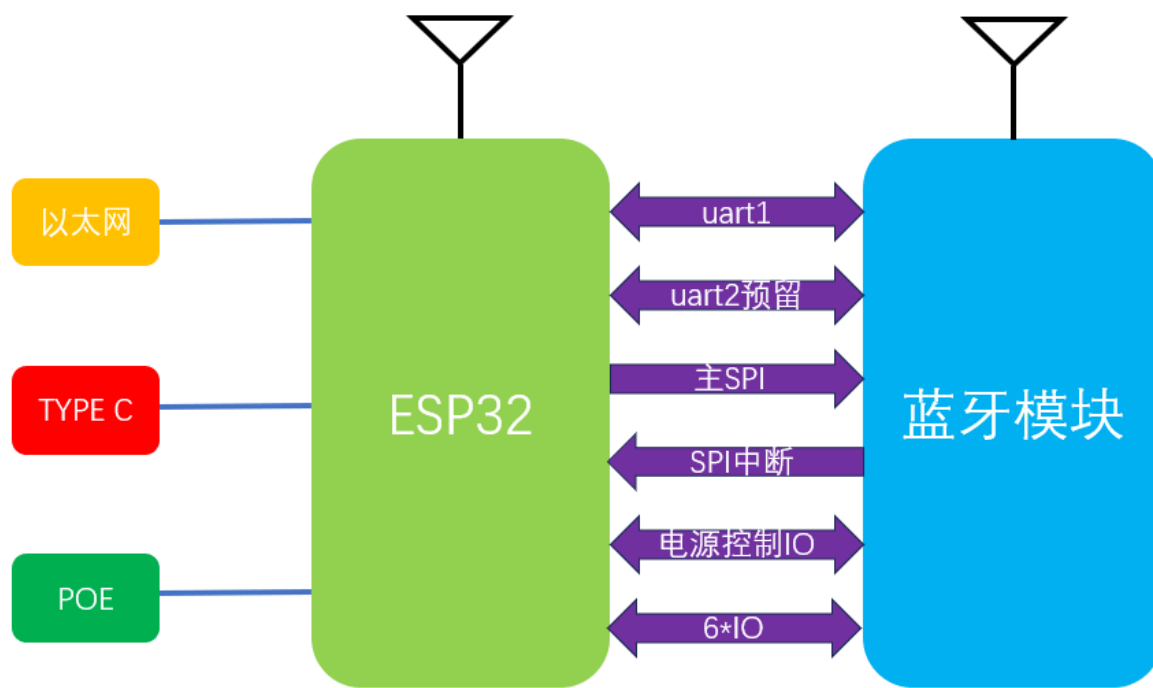 以太网
TYPE C
POE
ESP32
uart1
uart2预留
主SPI
SPI中断
电源控制IO
6*IO
蓝牙模块